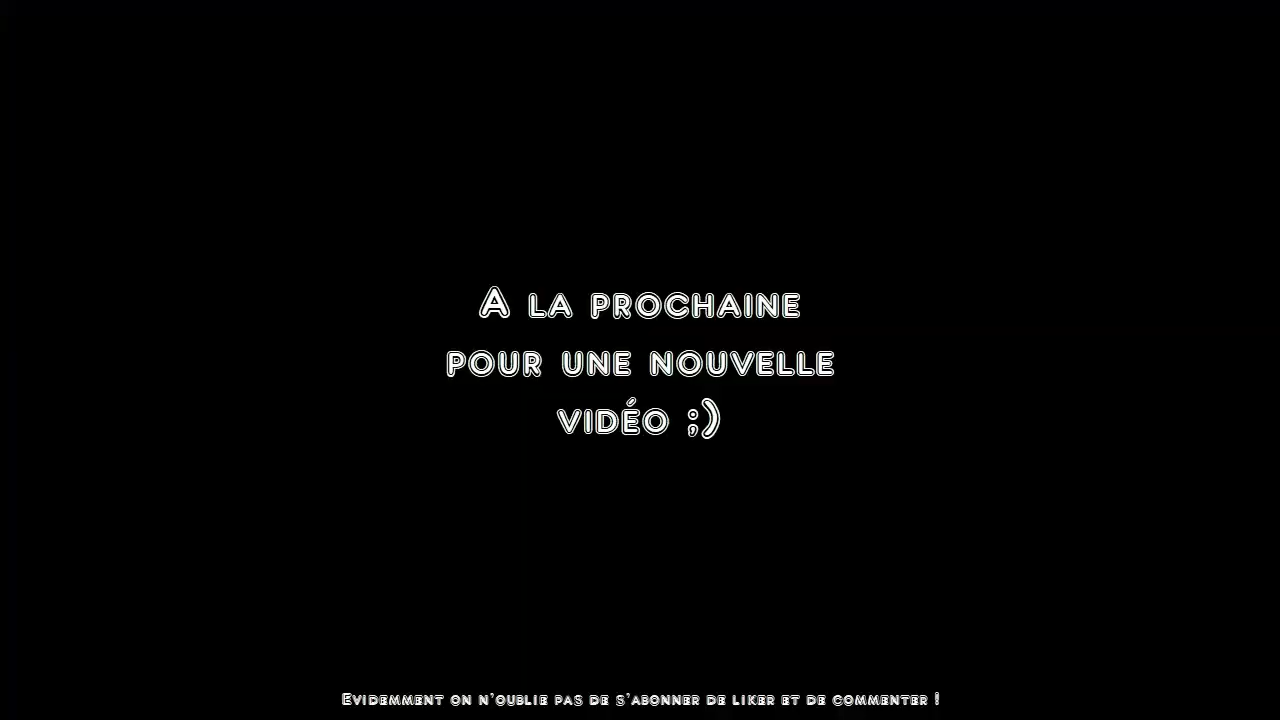 A la prochaine
pour une nouvelle
vidéo ;)
Evidemment on n'oublie pas de s'abonner de liker et de commenter !